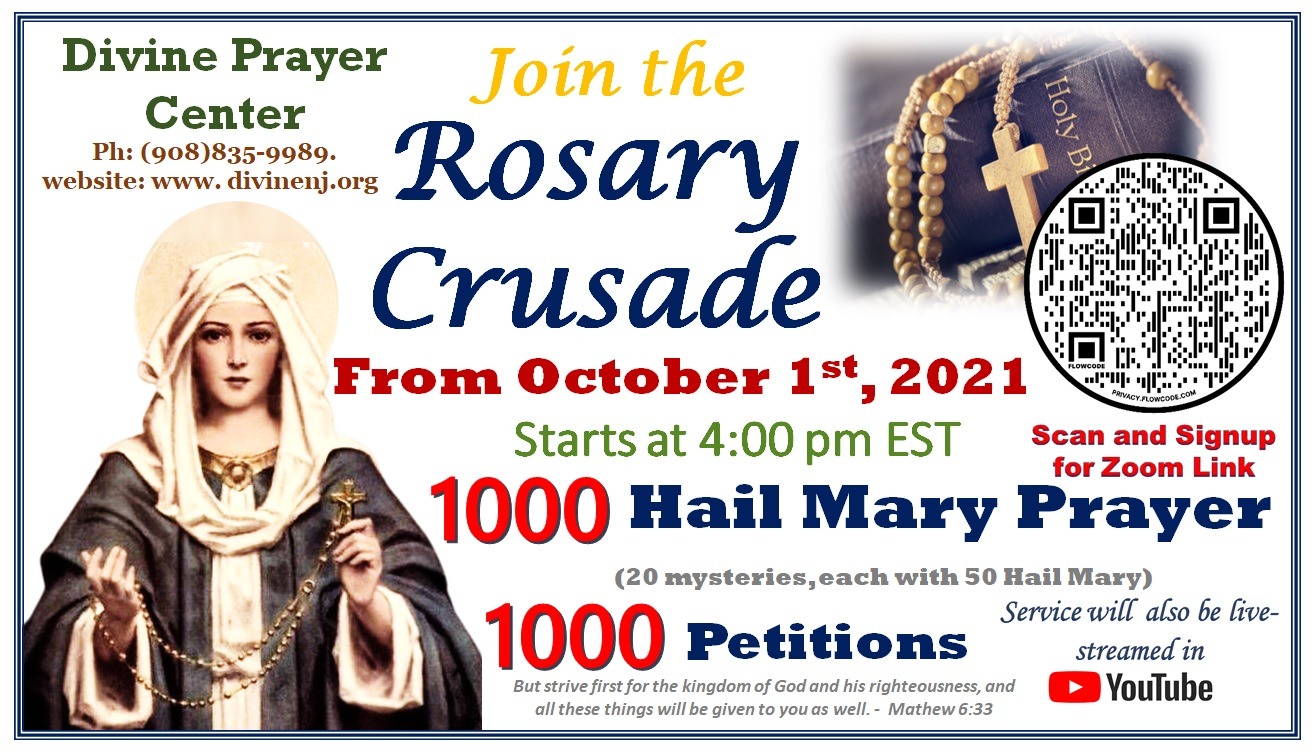 Divine Prayer
Center
Ph: (908)835-9989.
website: www. divinenj.org
Join the
Rosary
Crusade
Holy Bi
FLOWCODE
PRIVACY.FLOWCODE.COM
From October 1st, 2021
Starts at 4:00 pm EST
Scan and Signup
for Zoom Link
1000 Hail Mary Prayer
(20 mysteries, each with 50 Hail Mary)
1000 Petitions
Service will also be live-
streamed in
YouTube
But strive first for the kingdom of God and his righteousness, and
all these things will be given to you as well. - Mathew 6:33